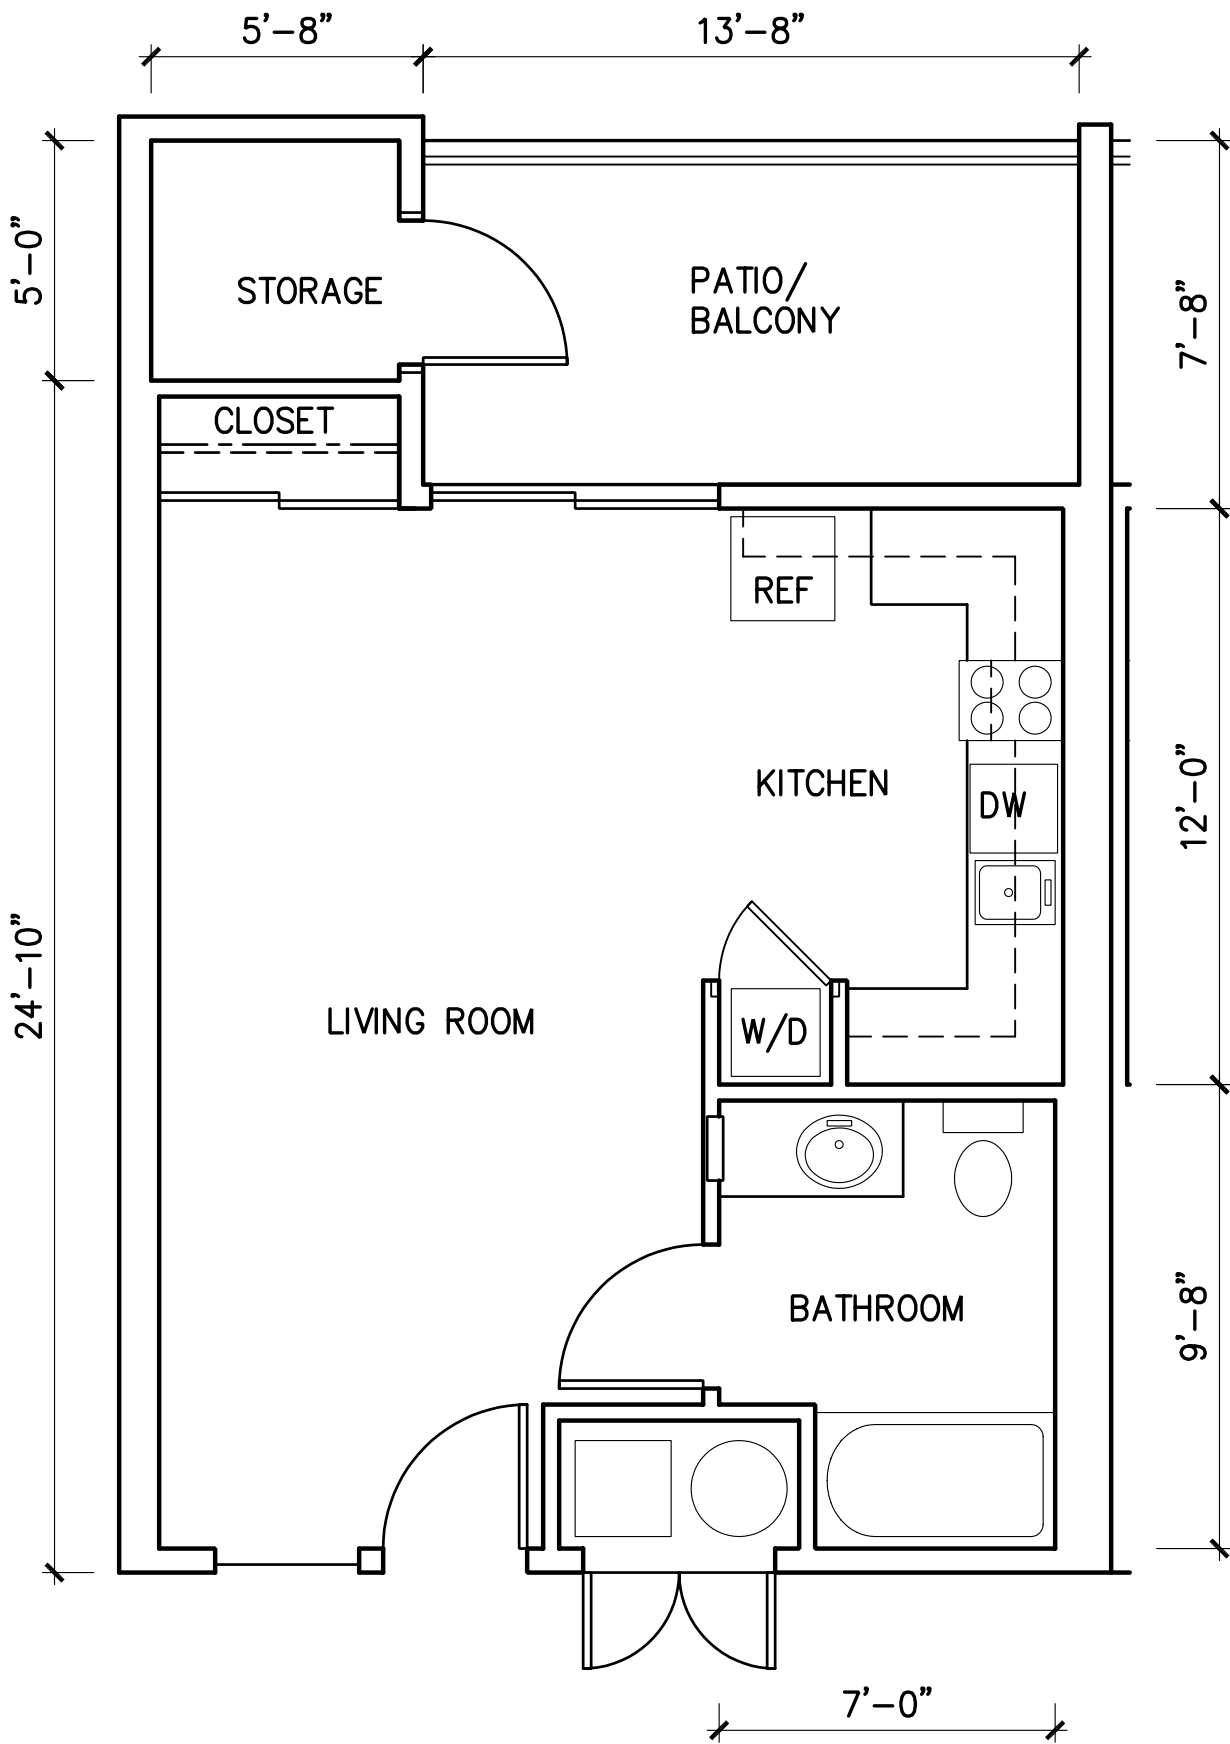 5'-8"
13'-8"
5'-0"
STORAGE
PATIO/
BALCONY
7'-8"
CLOSET
REF
KITCHEN
DW
12'-0"
24'-10"
LIVING ROOM
W/D
BATHROOM
9'-8"
7'-0"